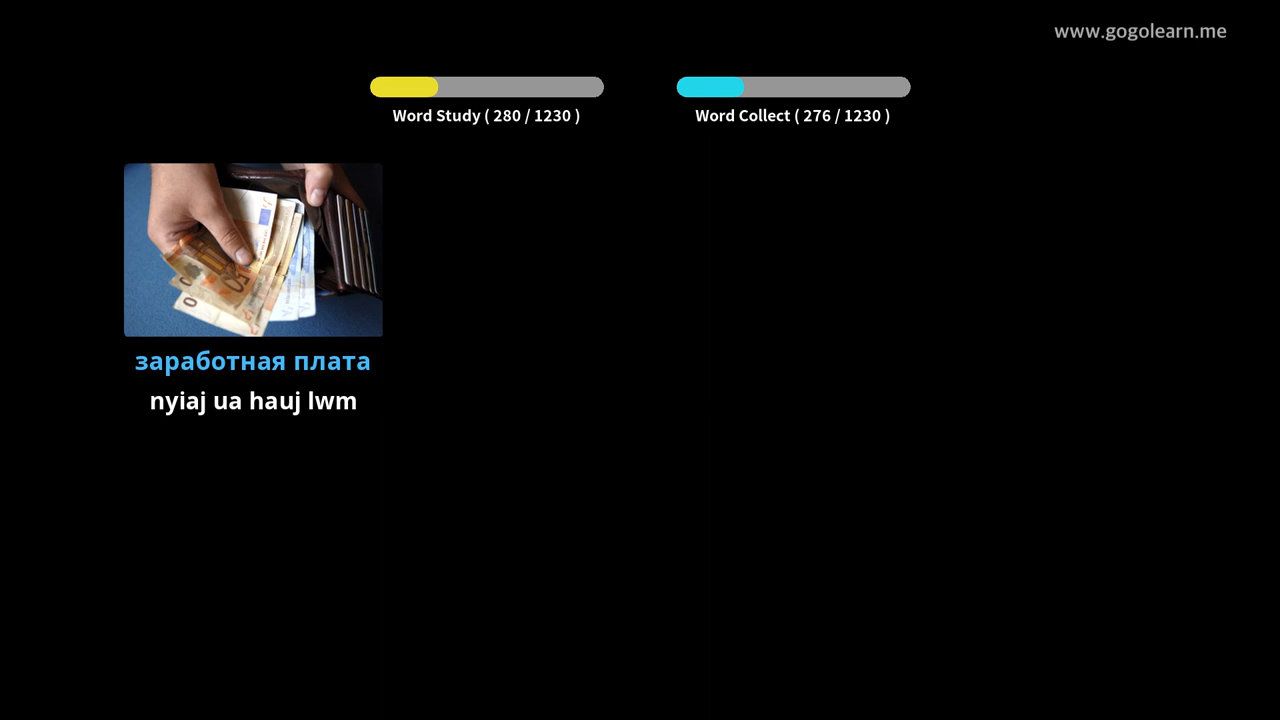 www.gogolearn.me
Word Study ( 280 / 1230 )
Word Collect ( 276 / 1230 )
заработная плата
nyiaj ua hauj lwm